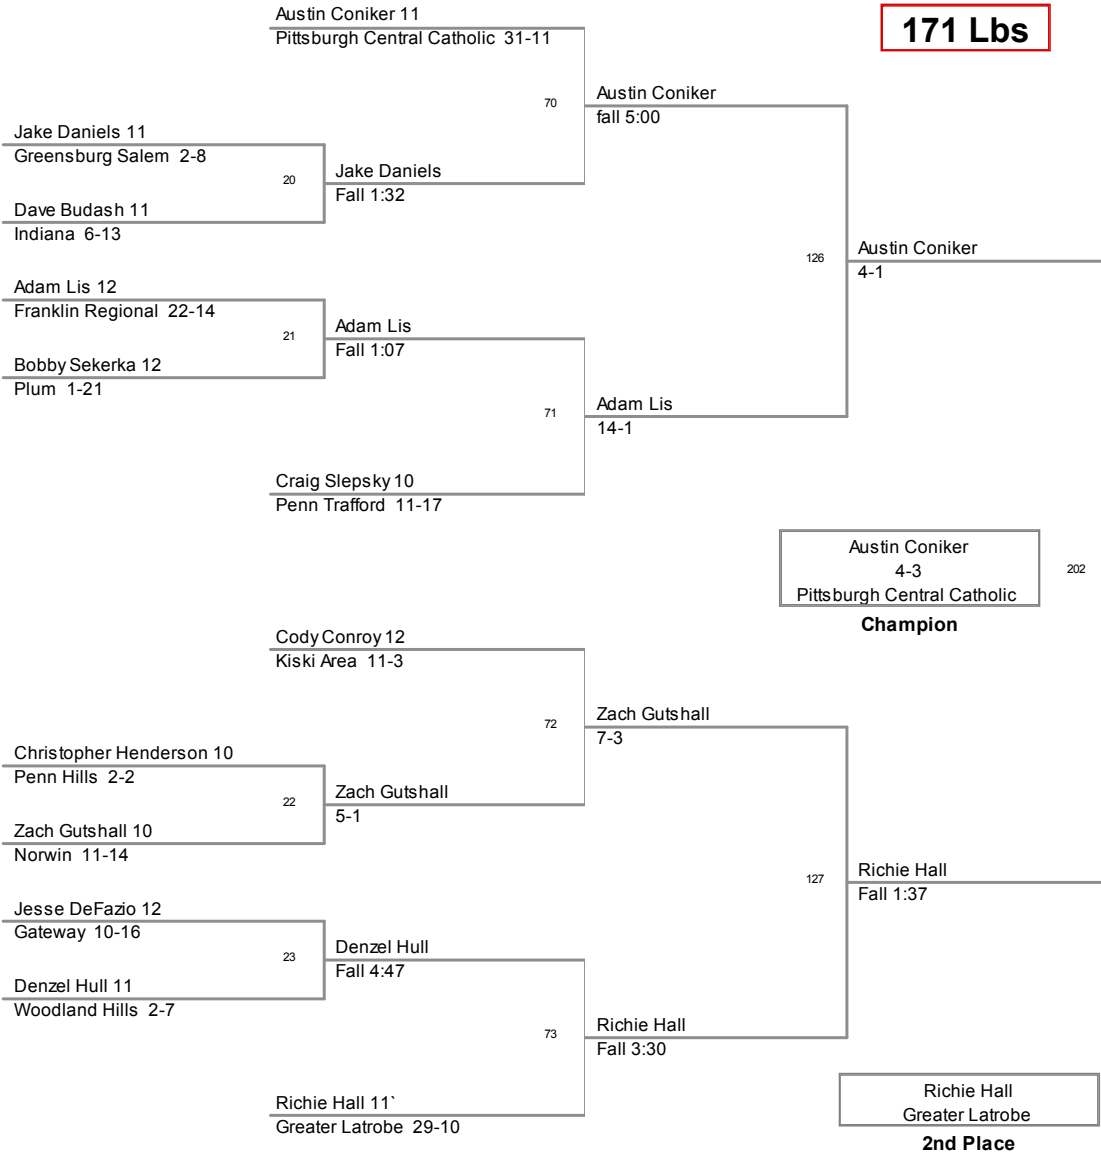 Austin Coniker 11
171 Lbs
Pittsburgh Central Catholic 31-11
70
Austin Coniker
fall 5:00
Jake Daniels 11
Greensburg Salem 2-8
20
Jake Daniels
Fall 1:32
Dave Budash 11
Indiana 6-13
126
Austin Coniker
4-1
Adam Lis 12
Franklin Regional 22-14
21
Adam Lis
Fall 1:07
Bobby Sekerka 12
Plum 1-21
71
Adam Lis
14-1
Craig Slepsky 10
Penn Trafford 11-17
Austin Coniker
4-3
202
Pittsburgh Central Catholic
Champion
Cody Conroy 12
Kiski Area 11-3
72
Zach Gutshall
7-3
Christopher Henderson 10
Penn Hills 2-2
22
Zach Gutshall
5-1
Zach Gutshall 10
Norwin 11-14
127
Richie Hall
Fall 1:37
Jesse DeFazio 12
Gateway 10-16
23
Denzel Hull
Fall 4:47
Denzel Hull 11
Woodland Hills 2-7
73
Richie Hall
Fall 3:30
Richie Hall 11`
Greater Latrobe 29-10
Richie Hall
Greater Latrobe
2nd Place